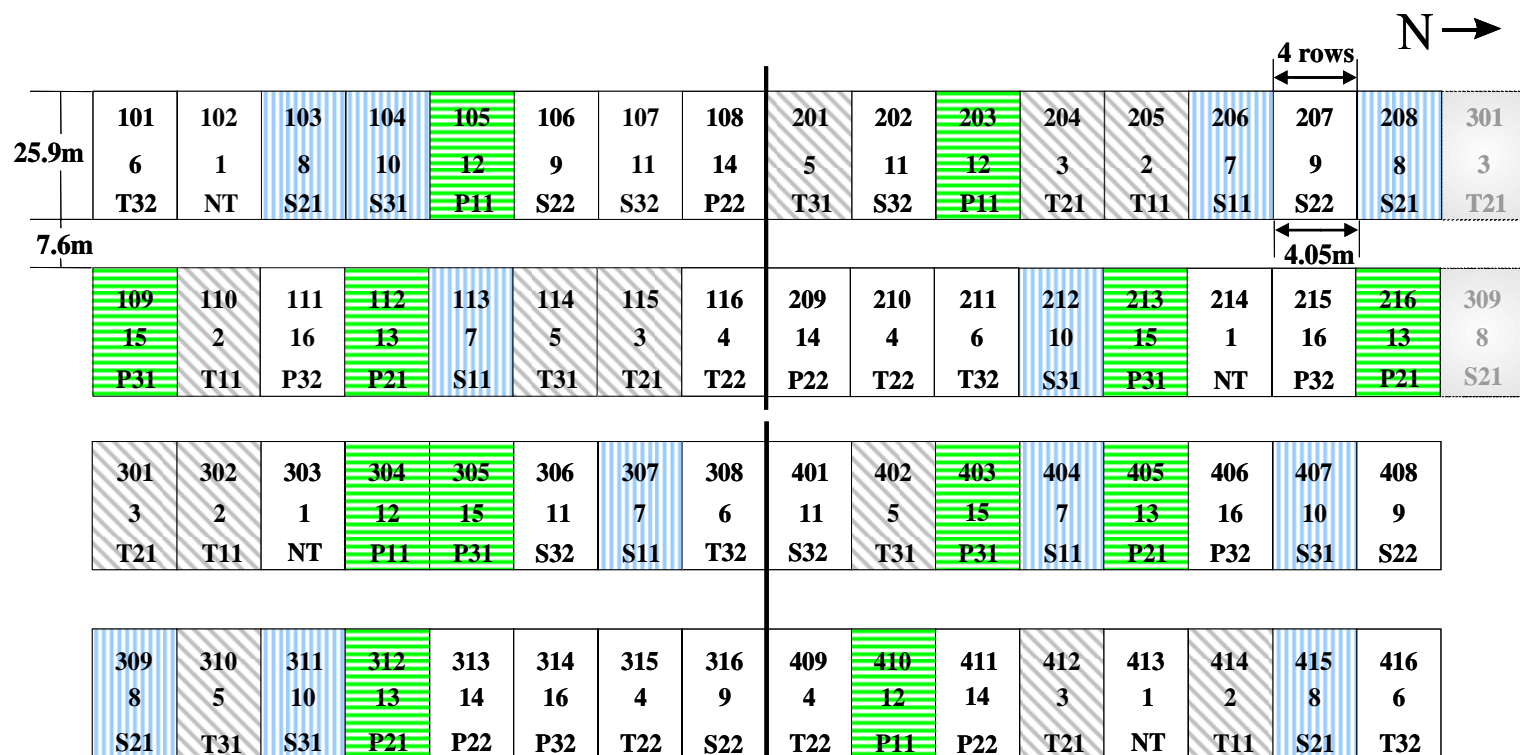 N
4 rows
101 102 103 104 105 106 107 108 201 202 203 204 205 206 207 208 301
25.9m
6 1 8 10 12 9 11 14 5 11 12 3 2 7 9 8 3
T32 NT S21 S31 P11 S22 S32 P22 T31 S32 P11 T21 T11 S11 S22 S21 T21
7.6m
4.05m
109 110 111 112 113 114 115 116 209 210 211 212 213 214 215 216 309
15 2 16 13 7 5 3 4 14 4 6 10 15 1 16 13 8
P31 T11 P32 P21 S11 T31 T21 T22 P22 T22 T32 S31 P31 NT P32 P21 S21
301 302 303 304 305 306 307 308 401 402 403 404 405 406 407 408
3 2 1 12 15 11 7 6 11 5 15 7 13 16 10 9
T21 T11 NT P11 P31 S32 S11 T32 S32 T31 P31 S11 P21 P32 S31 S22
309 310 311 312 313 314 315 316 409 410 411 412 413 414 415 416
8 5 10 13 14 16 4 9 4 12 14 3 1 2 8 6
S21 T31 S31 P21 P22 P32 T22 S22 T22 P11 P22 T21 NT T11 S21 T32